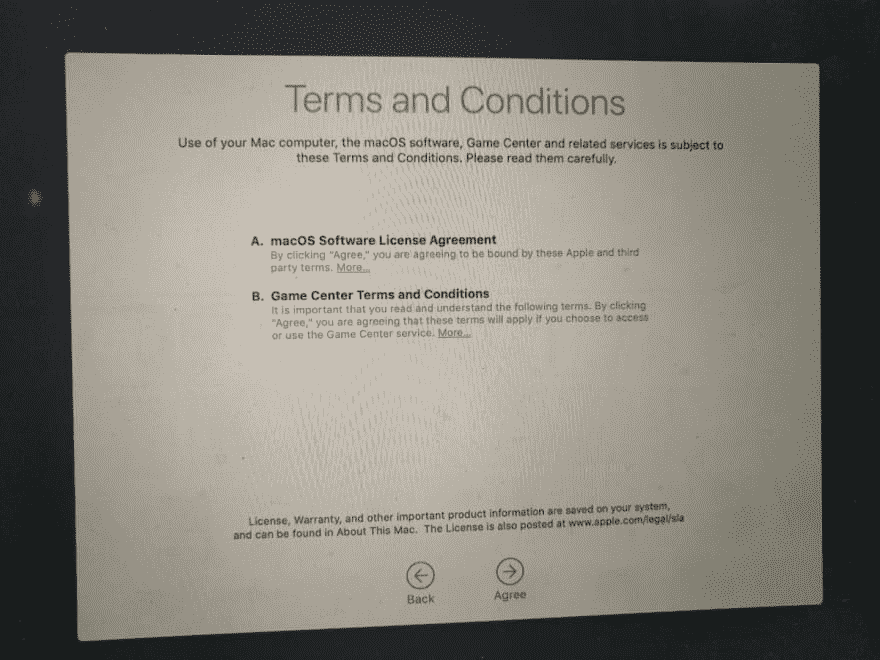 Terms and Conditions
Use of your Mac computer, the macOS software, Game Center and related services is subject to
these Terms and Conditions. Please read them carefully.
A. macOS Software License Agreement
By clicking "Agree," you are agreeing to be bound by these Apple and third
party terms. More...
B. Game Center Terms and Conditions
It is important that you read and understand the following terms. By clicking
"Agree," you are agreeing that these terms will apply if you choose to access
or use the Game Center service. More...
License, Warranty, and other important product information are saved on your system,
and can be found in About This Mac. The License is also posted at www.apple.com/legal/sla
Back
Agree